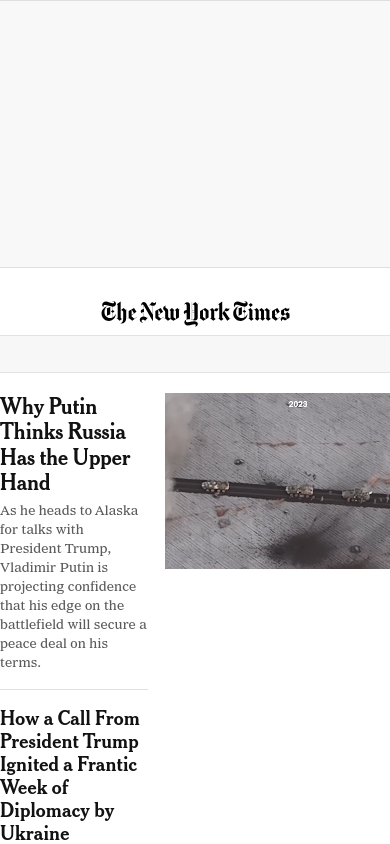 The New York Times
Why Putin
Thinks Russia
Has the Upper
Hand
As he heads to Alaska
for talks with
President Trump,
Vladimir Putin is
projecting confidence
that his edge on the
battlefield will secure a
peace deal on his
terms.
2023
How a Call From
President Trump
Ignited a Frantic
Week of
Diplomacy by
Ukraine